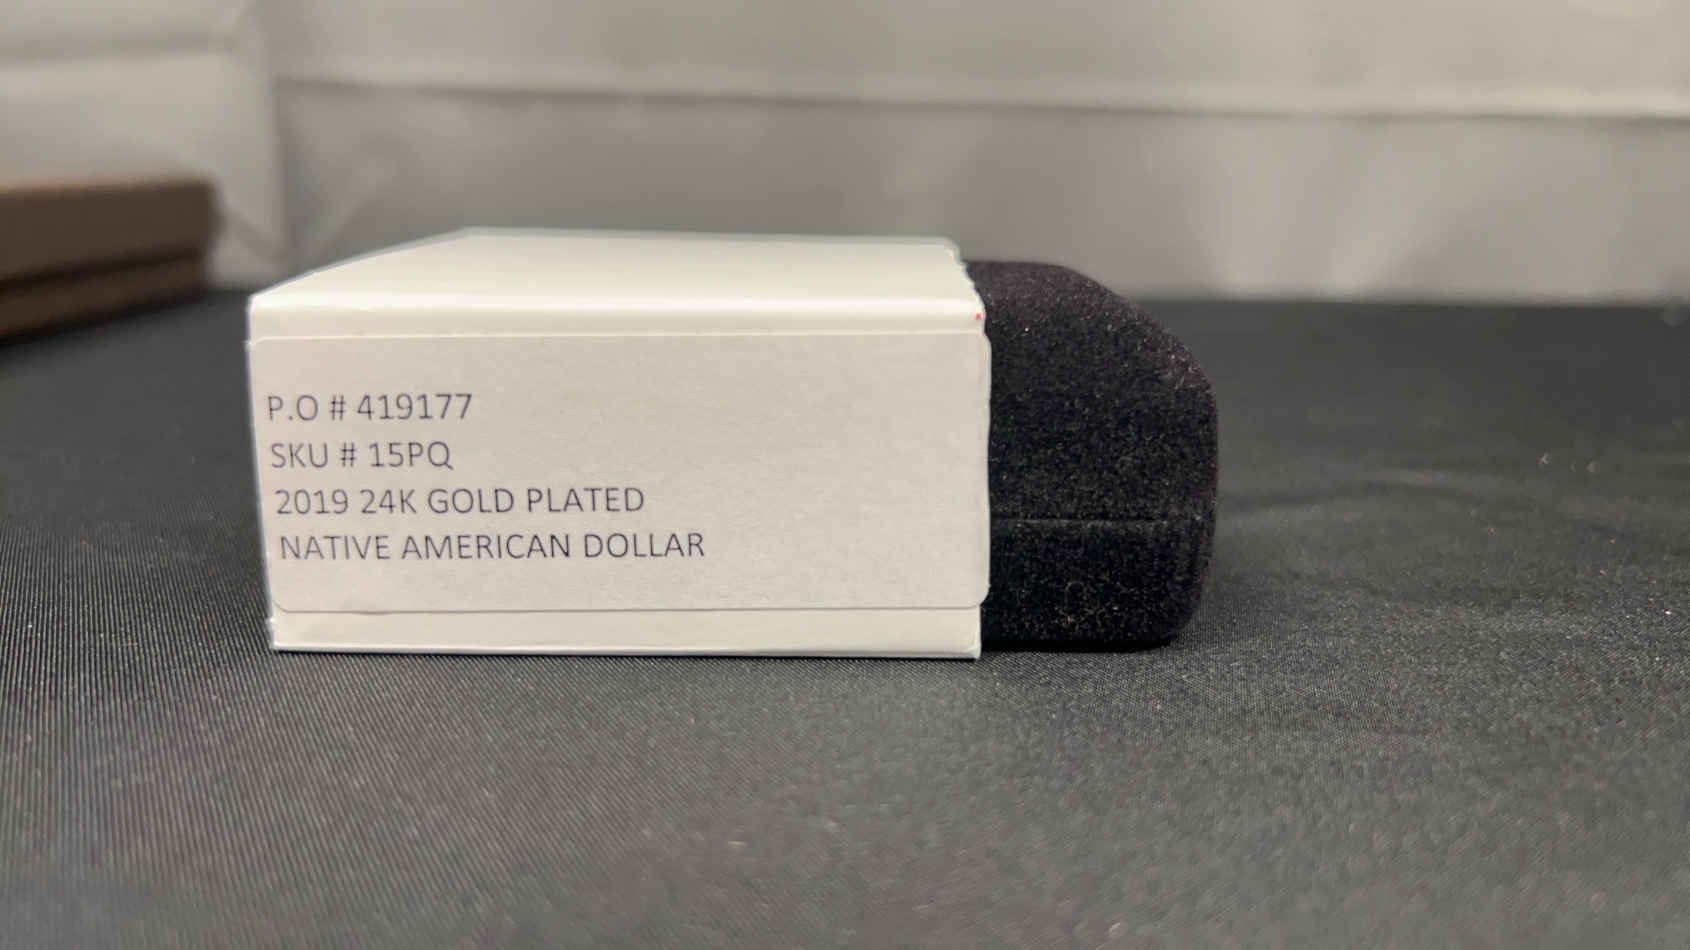 P.O # 419177
SKU # 15PQ
2019 24K GOLD PLATED
NATIVE AMERICAN DOLLAR